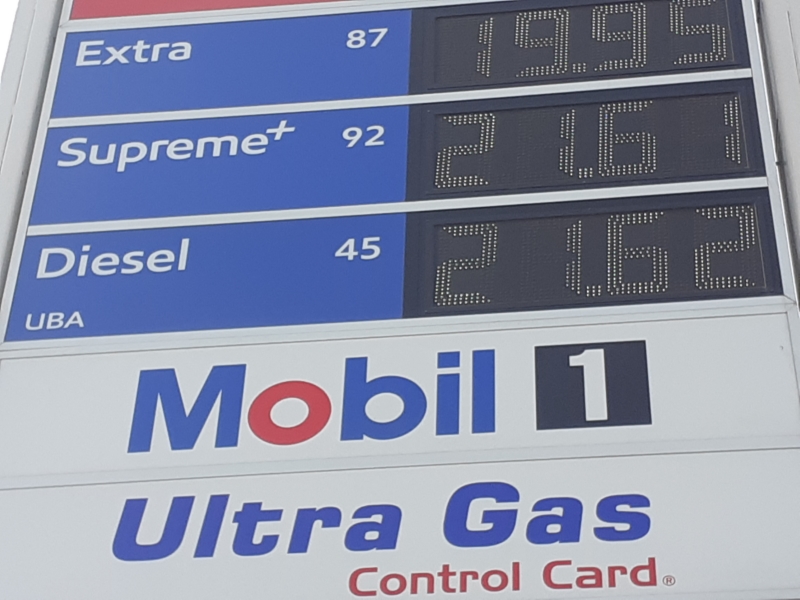 Extra 87 19.95
Supreme+ 92 21.61
Diesel 45 21.62
UBA
Mobil 1
Ultra Gas
Control Card®